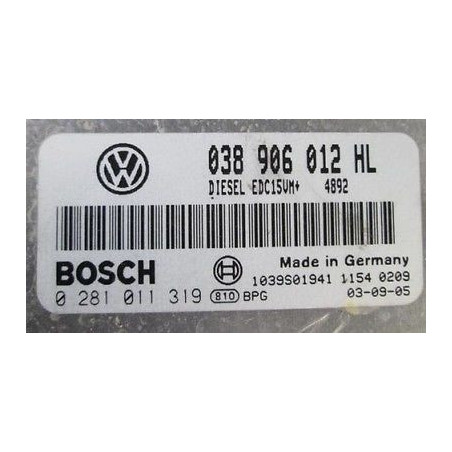 038 906 012 HL
DIESEL EDC15VM+ 4892
BOSCH
Made in Germany
1039S01941 1154 0209
0 281 011 319 810 BPG 03-09-05